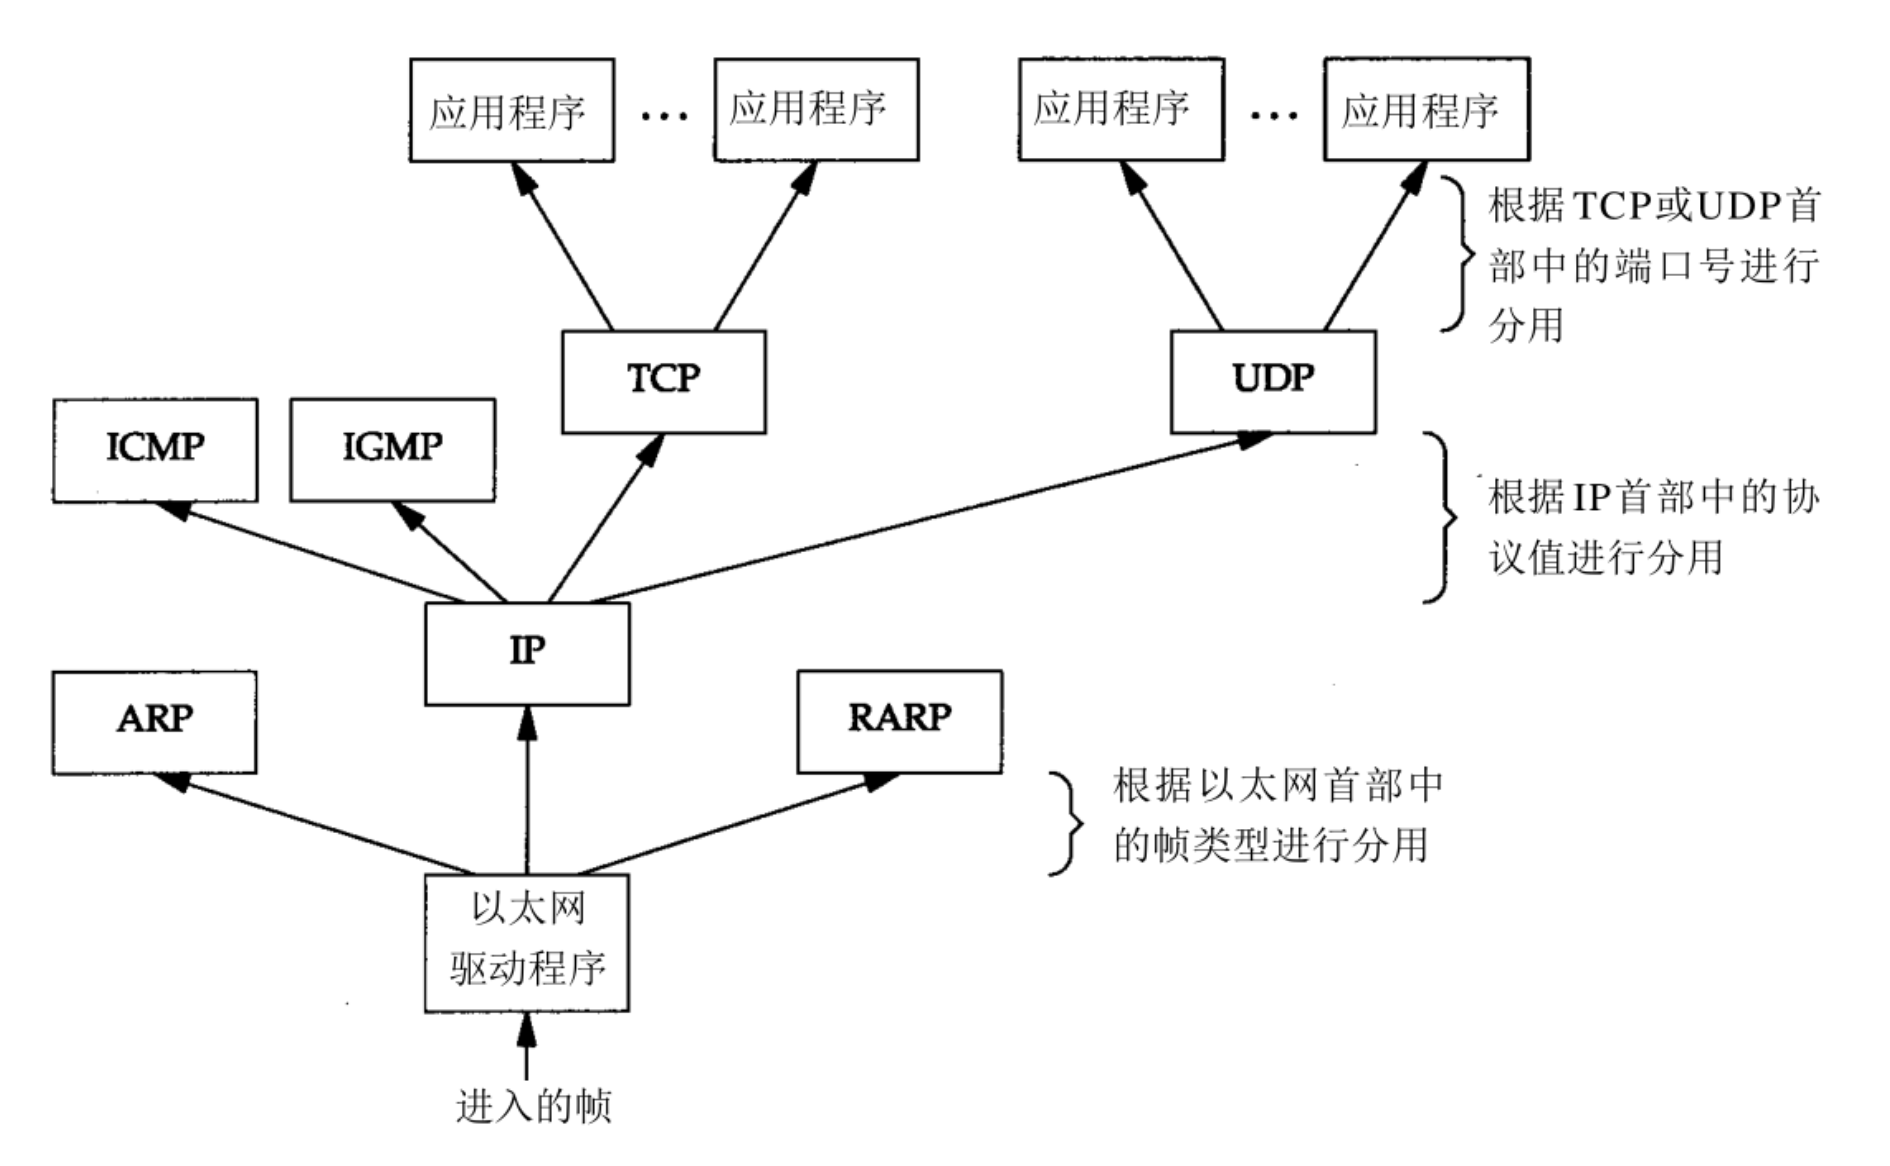 应用程序 … 应用程序 应用程序 … 应用程序
根据TCP或UDP首
部中的端口号进行
分用
TCP UDP
ICMP IGMP
根据IP首部中的协
议值进行分用
IP
ARP RARP
根据以太网首部中
的帧类型进行分用
以太网
驱动程序
进入的帧